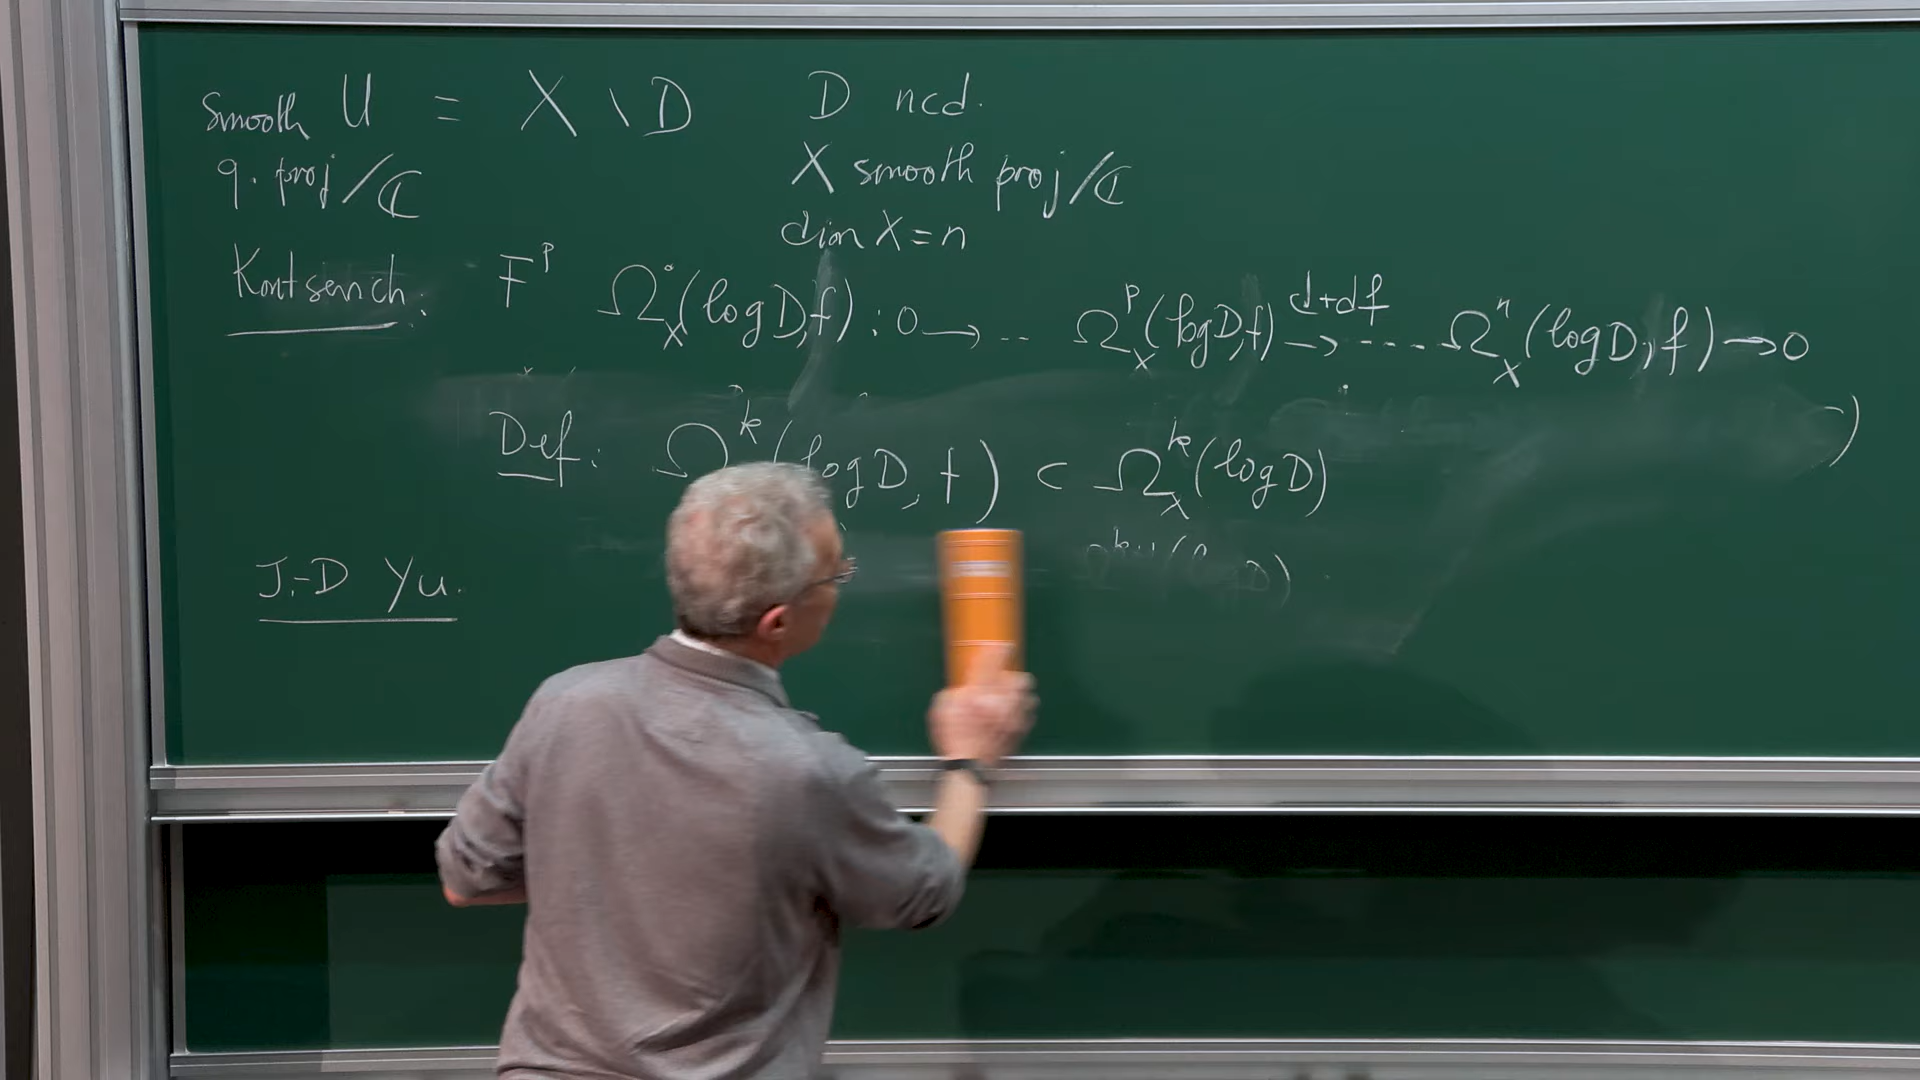 Smooth U = X \ D D ncd.
q. proj/ℂ X smooth proj/ℂ
dim X = n
Kontsevich: F^p Ω^•_X(log D, f) : 0 → ·· Ω^p_X(log D, f) d+df → ···· Ω^n_X(log D, f) → 0
Def: Ω^k (log D, f) ⊂ Ω^k_X(log D)
J.-D Yu.